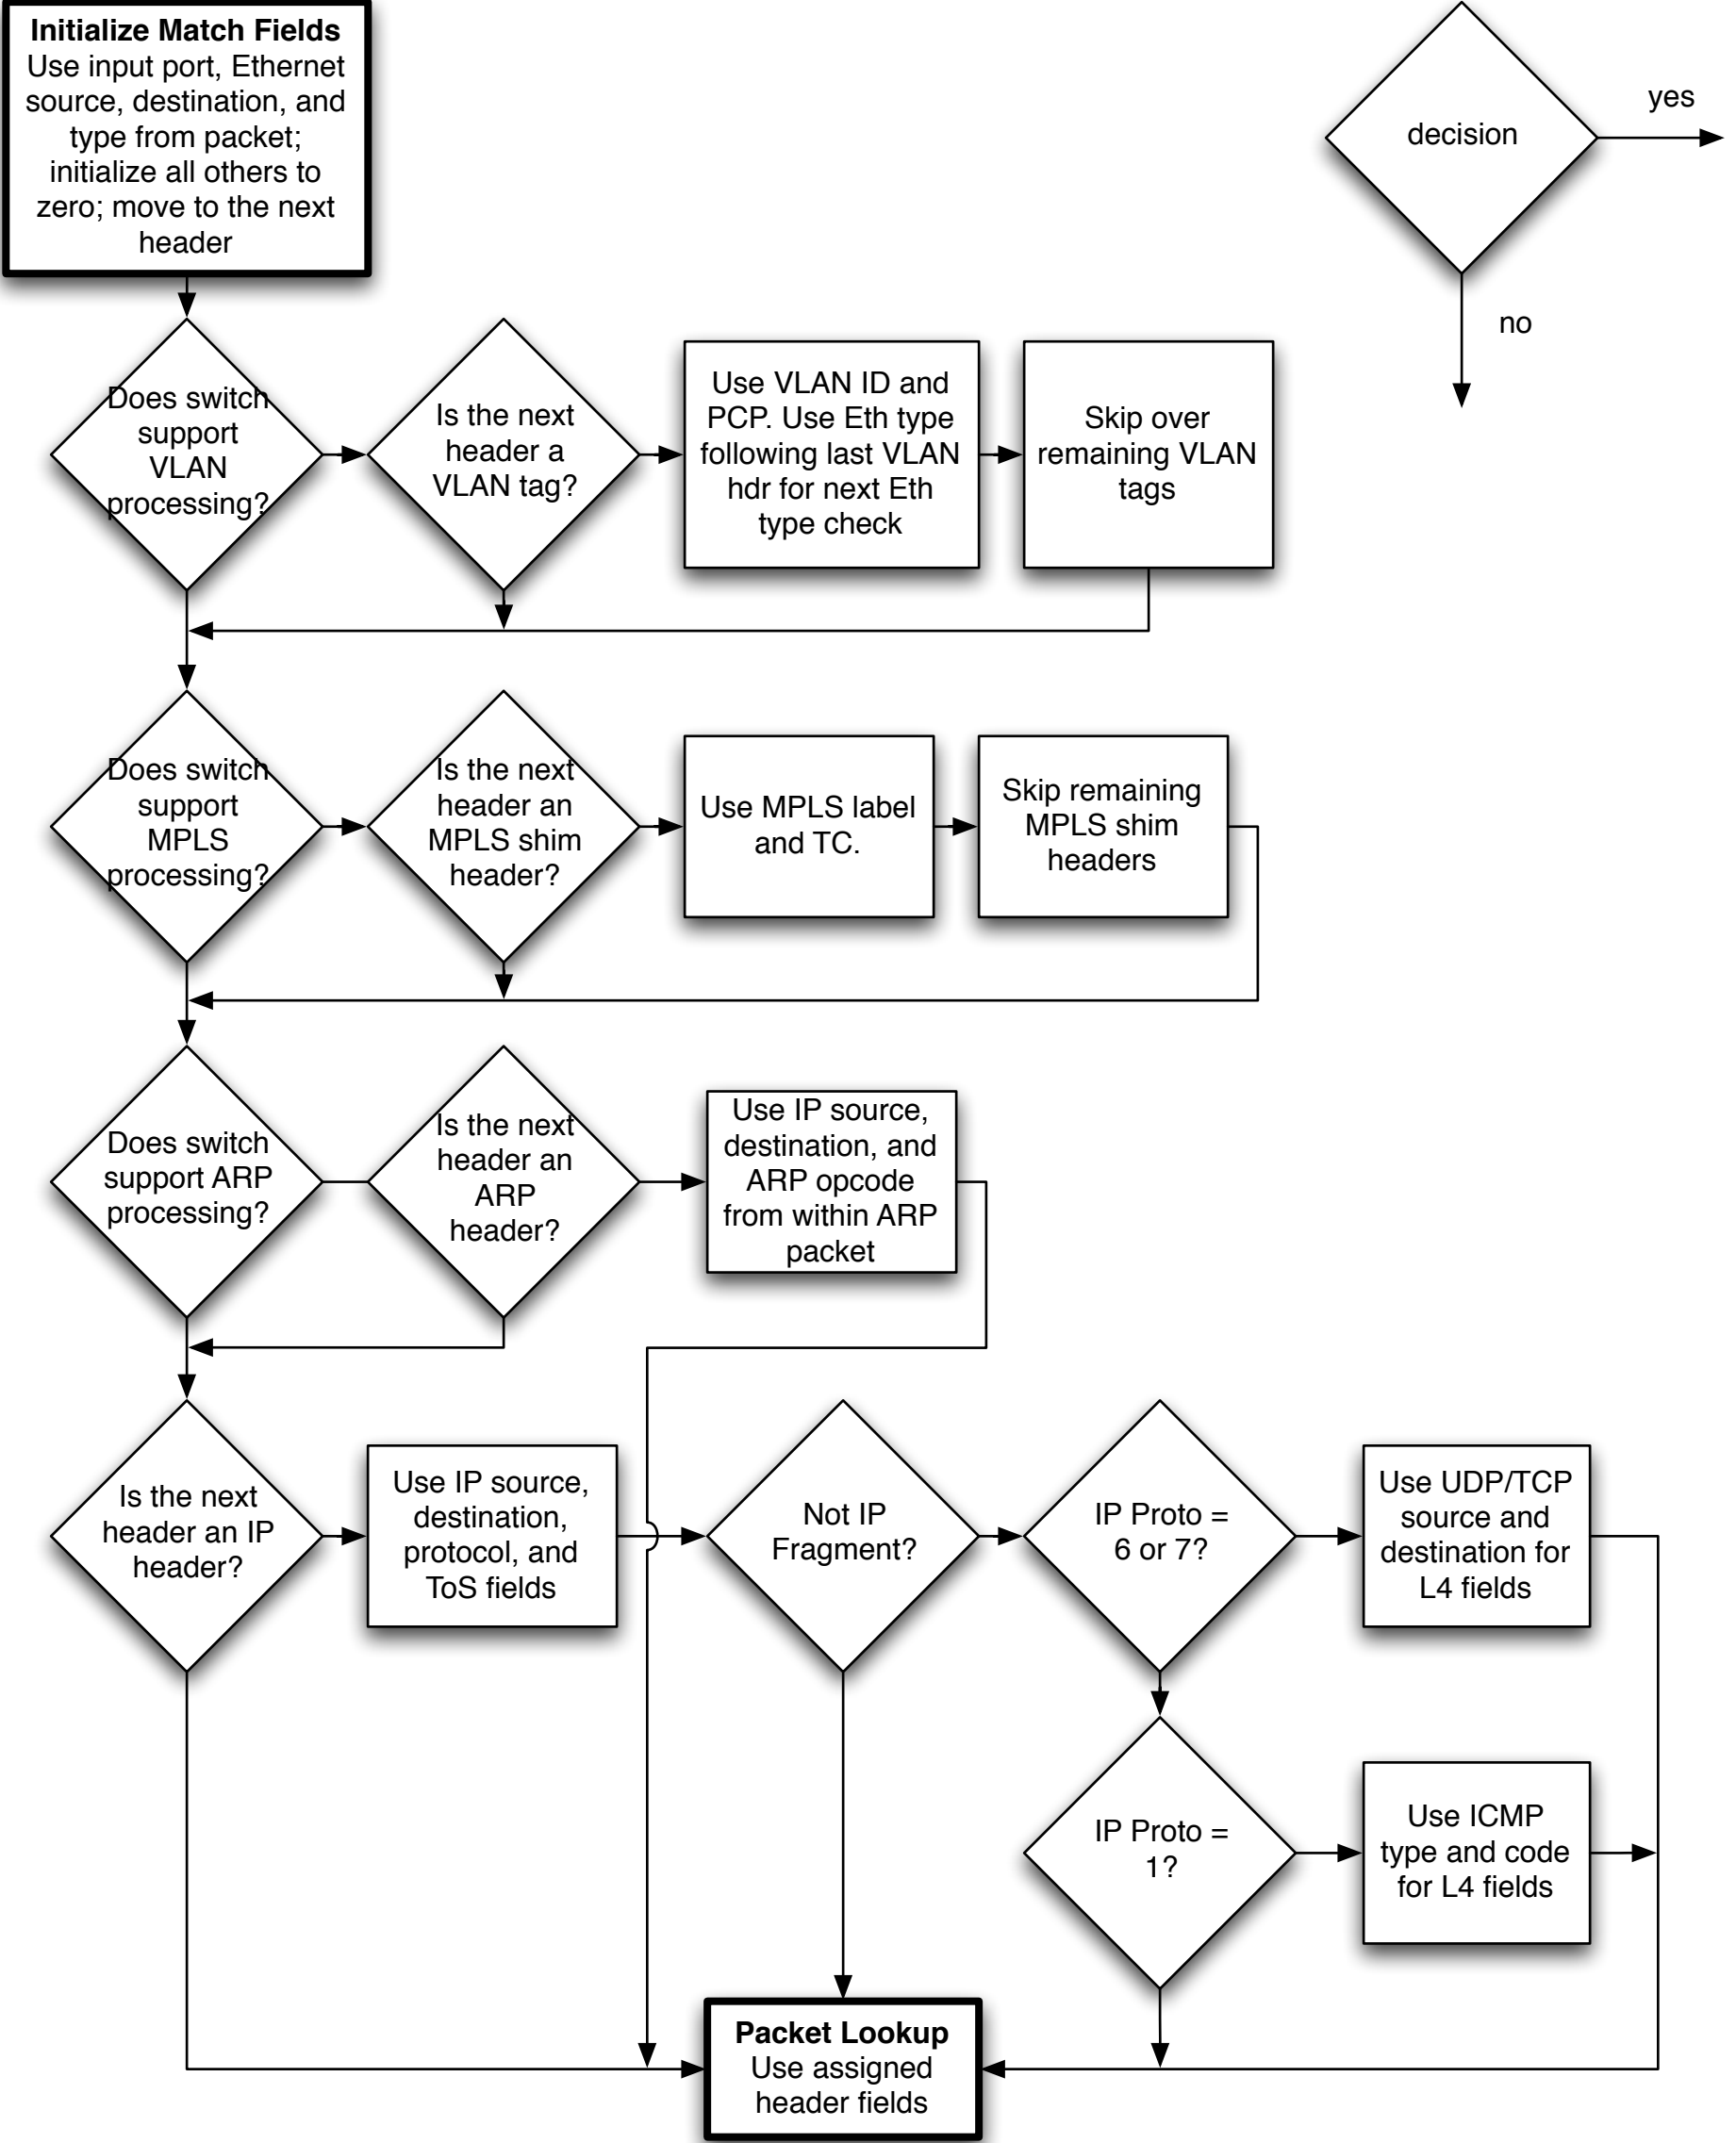 Initialize Match Fields
Use input port, Ethernet
source, destination, and
type from packet;
initialize all others to
zero; move to the next
header
decision
yes
no
Does switch
support
VLAN
processing?
Is the next
header a
VLAN tag?
Use VLAN ID and
PCP. Use Eth type
following last VLAN
hdr for next Eth
type check
Skip over
remaining VLAN
tags
Does switch
support
MPLS
processing?
Is the next
header an
MPLS shim
header?
Use MPLS label
and TC.
Skip remaining
MPLS shim
headers
Does switch
support ARP
processing?
Is the next
header an
ARP
header?
Use IP source,
destination, and
ARP opcode
from within ARP
packet
Is the next
header an IP
header?
Use IP source,
destination,
protocol, and
ToS fields
Not IP
Fragment?
IP Proto =
6 or 7?
Use UDP/TCP
source and
destination for
L4 fields
IP Proto =
1?
Use ICMP
type and code
for L4 fields
Packet Lookup
Use assigned
header fields